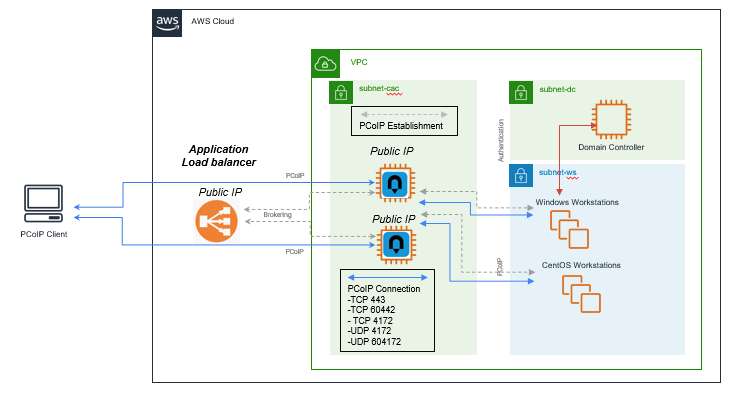 aws
AWS Cloud
VPC
subnet-cac
subnet-dc
PCoIP Establishment
Authentication
Domain Controller
Application
Load balancer
Public IP
Public IP
PCoIP
subnet-ws
Windows Workstations
Brokering
Public IP
PCoIP Client
PCoIP
PCoIP
CentOS Workstations
PCoIP Connection
-TCP 443
-TCP 60442
- TCP 4172
-UDP 4172
-UDP 604172